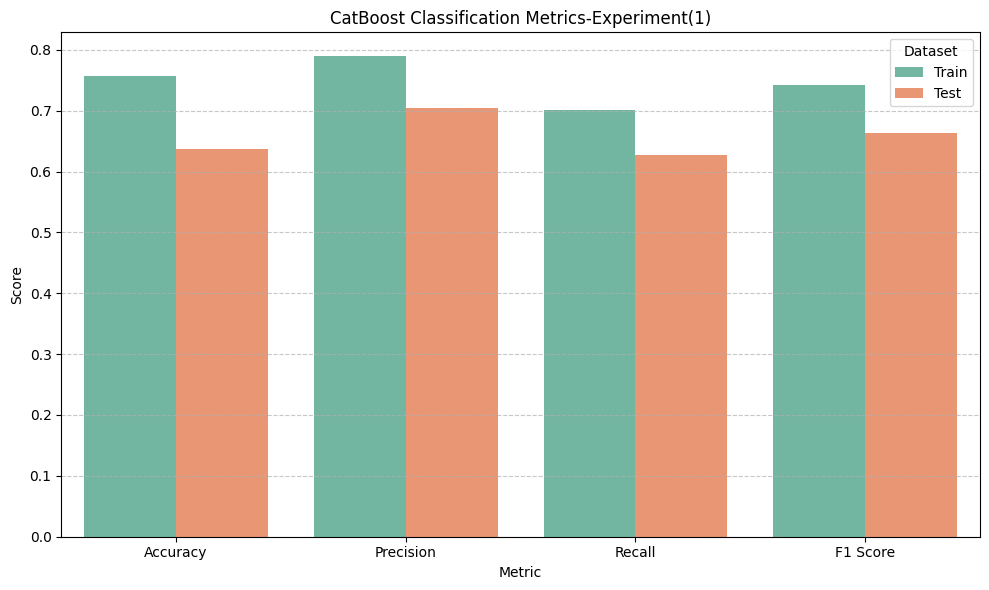 CatBoost Classification Metrics-Experiment(1)
Dataset
Train
Test
Score
0.8
0.7
0.6
0.5
0.4
0.3
0.2
0.1
0.0
Accuracy
Precision
Recall
F1 Score
Metric